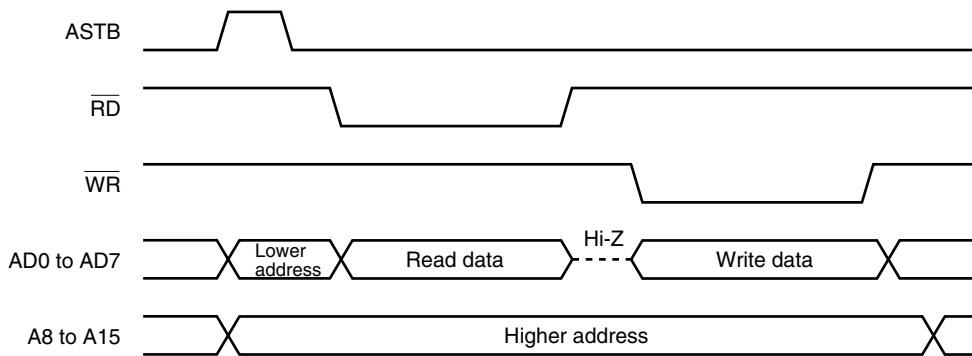 ASTB
RD
WR
AD0 to AD7
Lower
address
Read data
Hi-Z
Write data
A8 to A15
Higher address